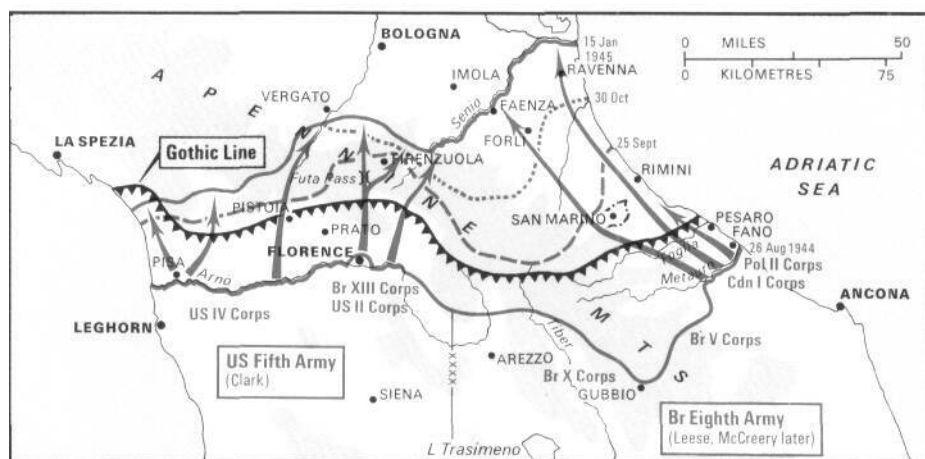 BOLOGNA
15 Jan
1945
0 MILES 50
0 KILOMETRES 75
IMOLA
RAVENNA
APENNINE MTS
VERGATO
Senio
FAENZA
30 Oct
FORLI
LA SPEZIA
Gothic Line
25 Sept
FIRENZUOLA
Futa Pass
RIMINI
ADRIATIC
SEA
PISTOIA
SAN MARINO
PESARO
PRATO
FANO
FLORENCE
Foglia
26 Aug 1944
PISA
Arno
Metauro
Pol II Corps
Cdn I Corps
Br XIII Corps
US II Corps
US IV Corps
ANCONA
LEGHORN
Tiber
Br V Corps
US Fifth Army
(Clark)
AREZZO
Br X Corps
SIENA
GUBBIO
Br Eighth Army
(Leese, McCreery later)
L Trasimeno